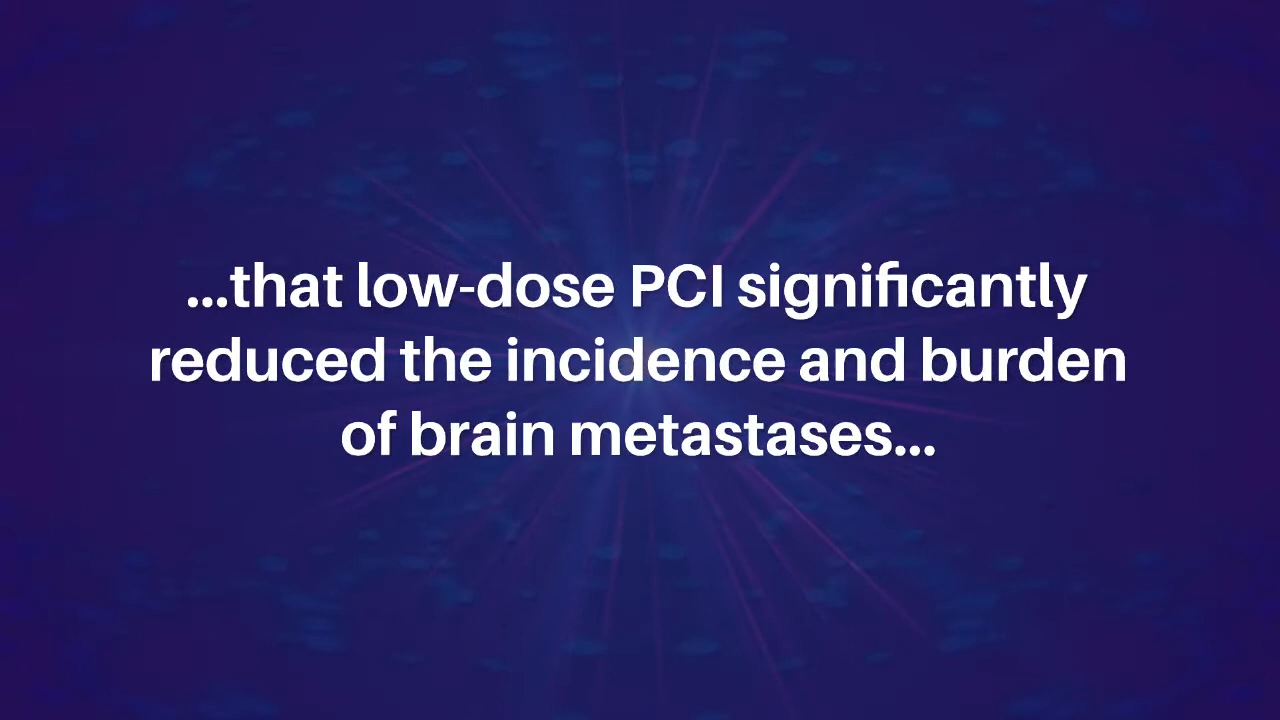 ...that low-dose PCI significantly
reduced the incidence and burden
of brain metastases...